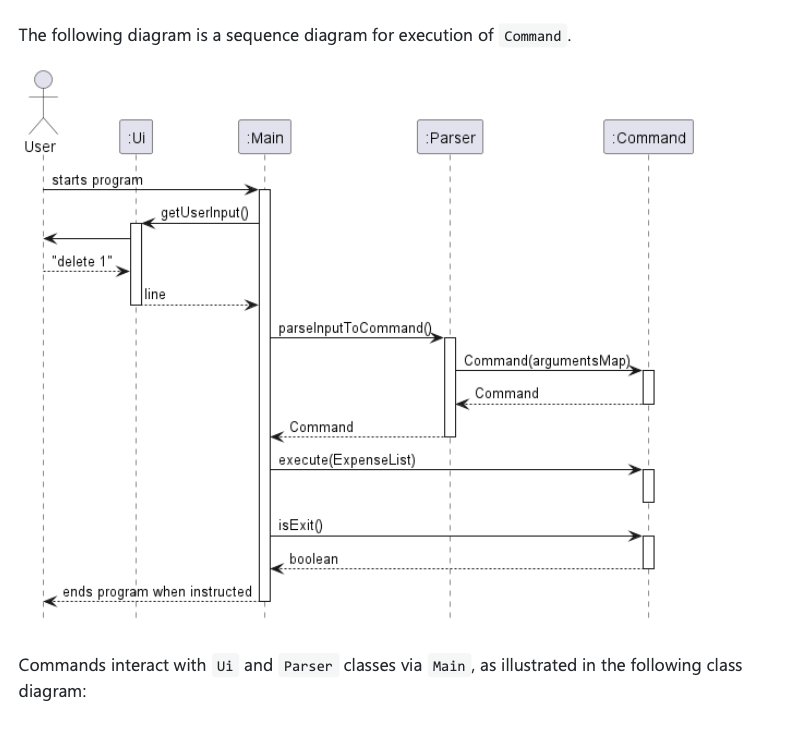 The following diagram is a sequence diagram for execution of Command .
User
:Ui
:Main
:Parser
:Command
starts program
getUserInput()
"delete 1"
line
parseInputToCommand()
Command(argumentsMap)
Command
Command
execute(ExpenseList)
isExit()
boolean
ends program when instructed
Commands interact with Ui and Parser classes via Main , as illustrated in the following class
diagram: